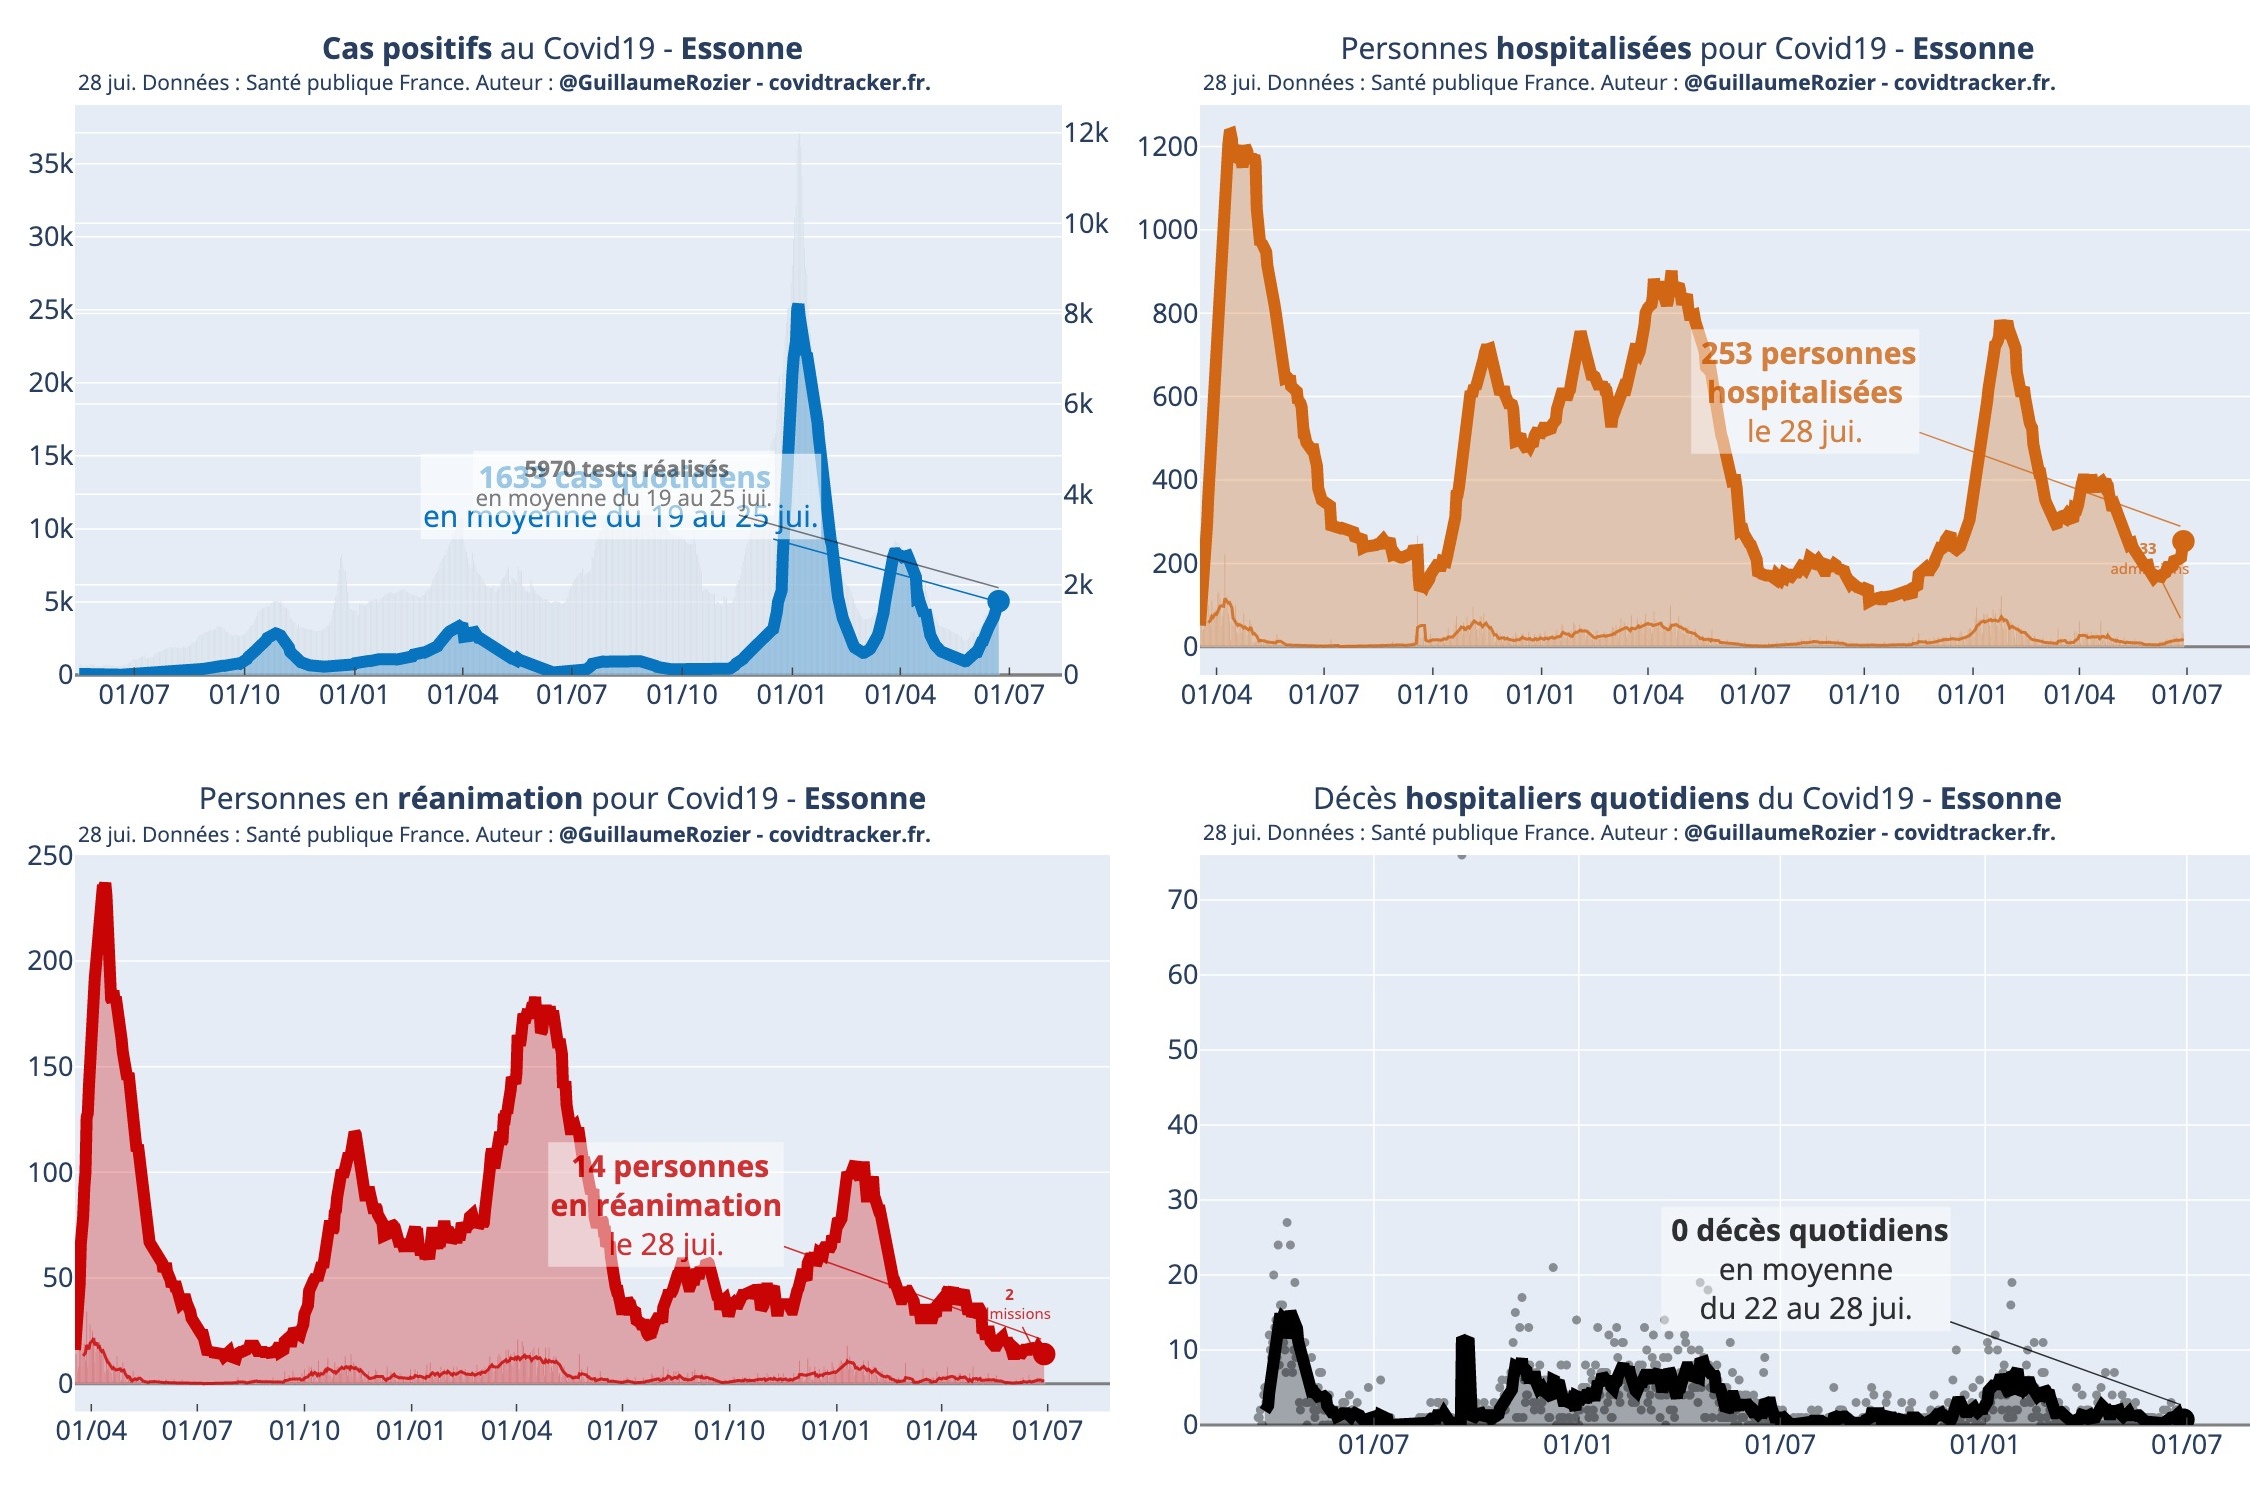 Cas positifs au Covid19 - Essonne
28 jui. Données : Santé publique France. Auteur : @GuillaumeRozier - covidtracker.fr.
35k
30k
25k
20k
15k
10k
5k
0
12k
10k
8k
6k
4k
2k
0
5970 tests réalisés
1633 cas quotidiens
en moyenne du 19 au 25 jui.
en moyenne du 19 au 25 jui.
01/07 01/10 01/01 01/04 01/07 01/10 01/01 01/04 01/07
Personnes hospitalisées pour Covid19 - Essonne
28 jui. Données : Santé publique France. Auteur : @GuillaumeRozier - covidtracker.fr.
1200
1000
800
600
400
200
0
253 personnes
hospitalisées
le 28 jui.
33
admissions
01/04 01/07 01/10 01/01 01/04 01/07 01/10 01/01 01/04 01/07
Personnes en réanimation pour Covid19 - Essonne
28 jui. Données : Santé publique France. Auteur : @GuillaumeRozier - covidtracker.fr.
250
200
150
100
50
0
14 personnes
en réanimation
le 28 jui.
2
missions
01/04 01/07 01/10 01/01 01/04 01/07 01/10 01/01 01/04 01/07
Décès hospitaliers quotidiens du Covid19 - Essonne
28 jui. Données : Santé publique France. Auteur : @GuillaumeRozier - covidtracker.fr.
70
60
50
40
30
20
10
0
0 décès quotidiens
en moyenne
du 22 au 28 jui.
01/07 01/01 01/07 01/01 01/07